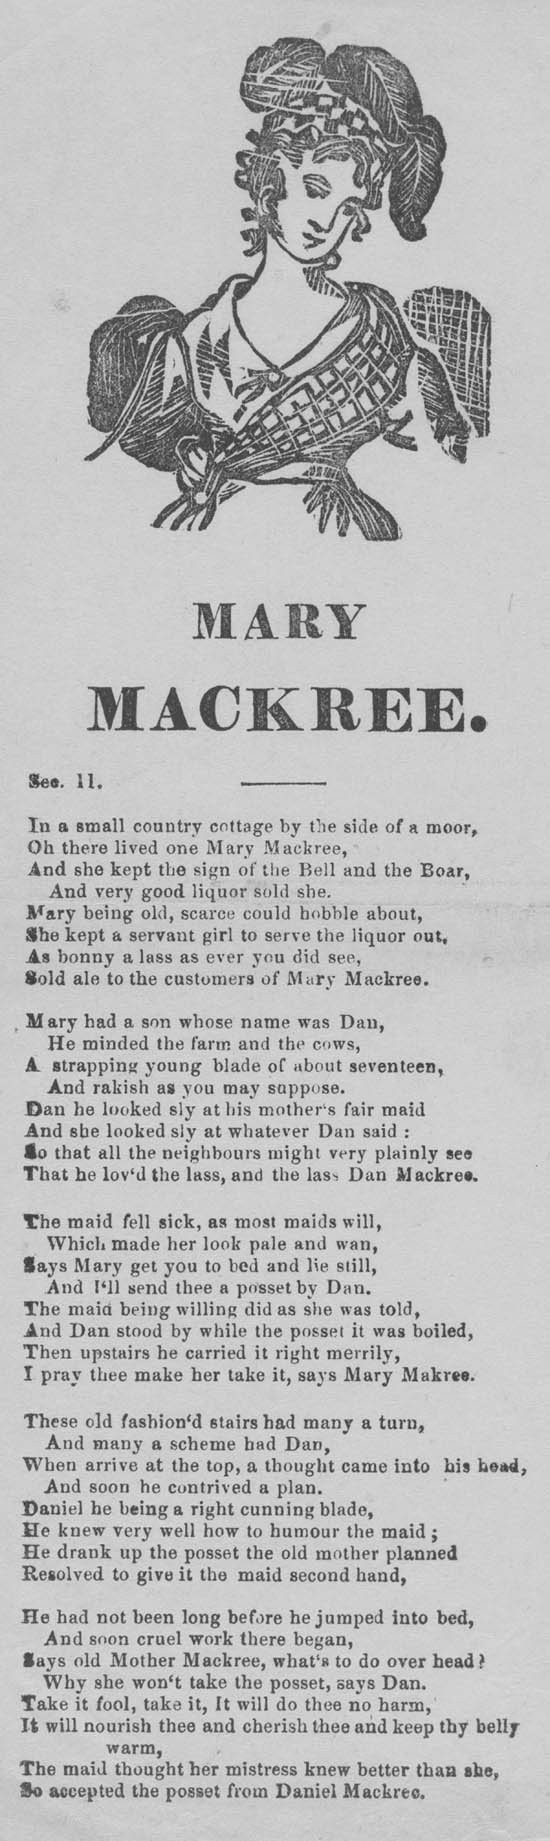 MARY
MACKREE.
Sec. 11.
In a small country cottage by the side of a moor,
Oh there lived one Mary Mackree,
And she kept the sign of the Bell and the Boar,
And very good liquor sold she.
Mary being old, scarce could hobble about,
She kept a servant girl to serve the liquor out,
As bonny a lass as ever you did see,
Sold ale to the customers of Mary Mackree.
Mary had a son whose name was Dan,
He minded the farm and the cows,
A strapping young blade of about seventeen,
And rakish as you may suppose.
Dan he looked sly at his mother's fair maid
And she looked sly at whatever Dan said :
So that all the neighbours might very plainly see
That he lov'd the lass, and the lass Dan Mackree.
The maid fell sick, as most maids will,
Which made her look pale and wan,
Says Mary get you to bed and lie still,
And I'll send thee a posset by Dan.
The maid being willing did as she was told,
And Dan stood by while the posset it was boiled,
Then upstairs he carried it right merrily,
I pray thee make her take it, says Mary Makree.
These old fashion'd stairs had many a turn,
And many a scheme had Dan,
When arrive at the top, a thought came into his head,
And soon he contrived a plan.
Daniel he being a right cunning blade,
He knew very well how to humour the maid ;
He drank up the posset the old mother planned
Resolved to give it the maid second hand,
He had not been long before he jumped into bed,
And soon cruel work there began,
Says old Mother Mackree, what's to do over head?
Why she won't take the posset, says Dan.
Take it fool, take it, It will do thee no harm,
It will nourish thee and cherish thee and keep thy belly
warm,
The maid thought her mistress knew better than she,
So accepted the posset from Daniel Mackree.